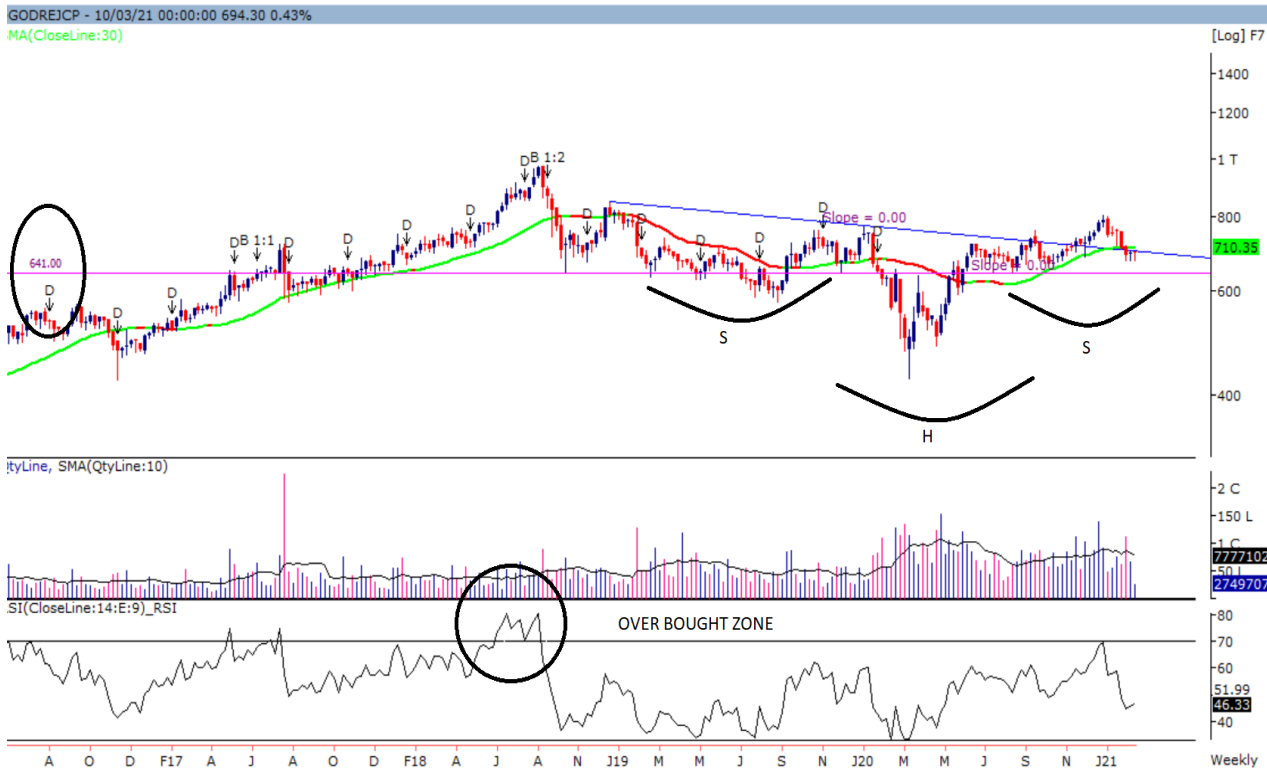 GODREJCP - 10/03/21 00:00:00 694.30 0.43%
MA(CloseLine:30)
[Log] F7
1400
1200
1 T
800
710.35
600
400
641.00
D
D
D
D
B 1:1
D
D
D
D
D
B 1:2
D
D
D
D
D
Slope = 0.00
D
Slope = 0.00
S
H
S
tyLine, SMA(QtyLine:10)
2 C
150 L
1 C
7777102
50 L
2749707
SI(CloseLine:14:E:9)_RSI
OVER BOUGHT ZONE
80
70
60
51.99
46.33
40
A O D F17 A J A O D F18 A J A N J19 M M J S N J20 M M J S N J21
Weekly